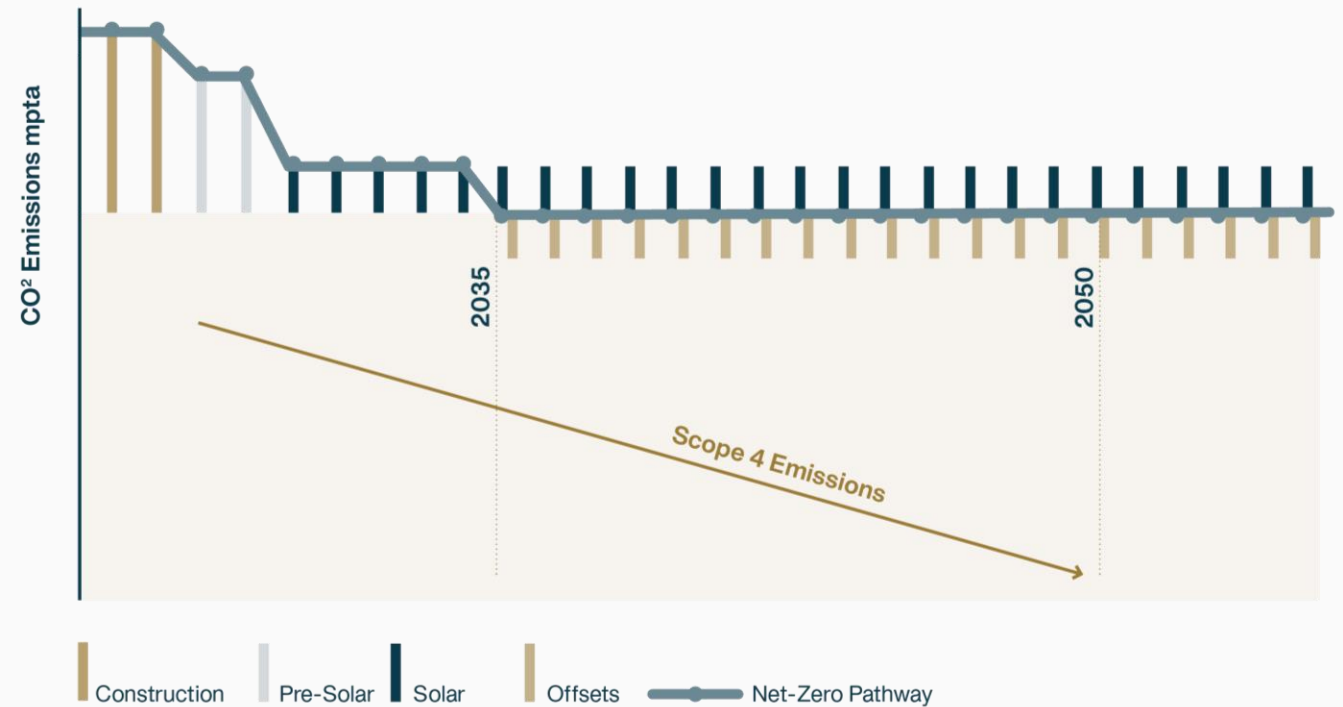 CO² Emissions mpta
2035
2050
Scope 4 Emissions
Construction
Pre-Solar
Solar
Offsets
Net-Zero Pathway